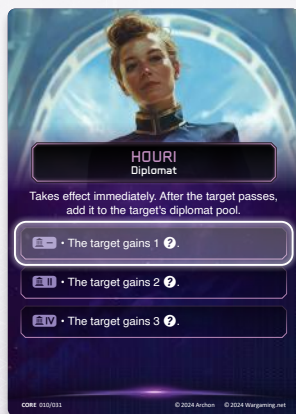 HOURI
Diplomat
Takes effect immediately. After the target passes,
add it to the target's diplomat pool.
– • The target gains 1 ?.
II • The target gains 2 ?.
IV • The target gains 3 ?.
CORE 010/031 © 2024 Archon © 2024 Wargaming.net